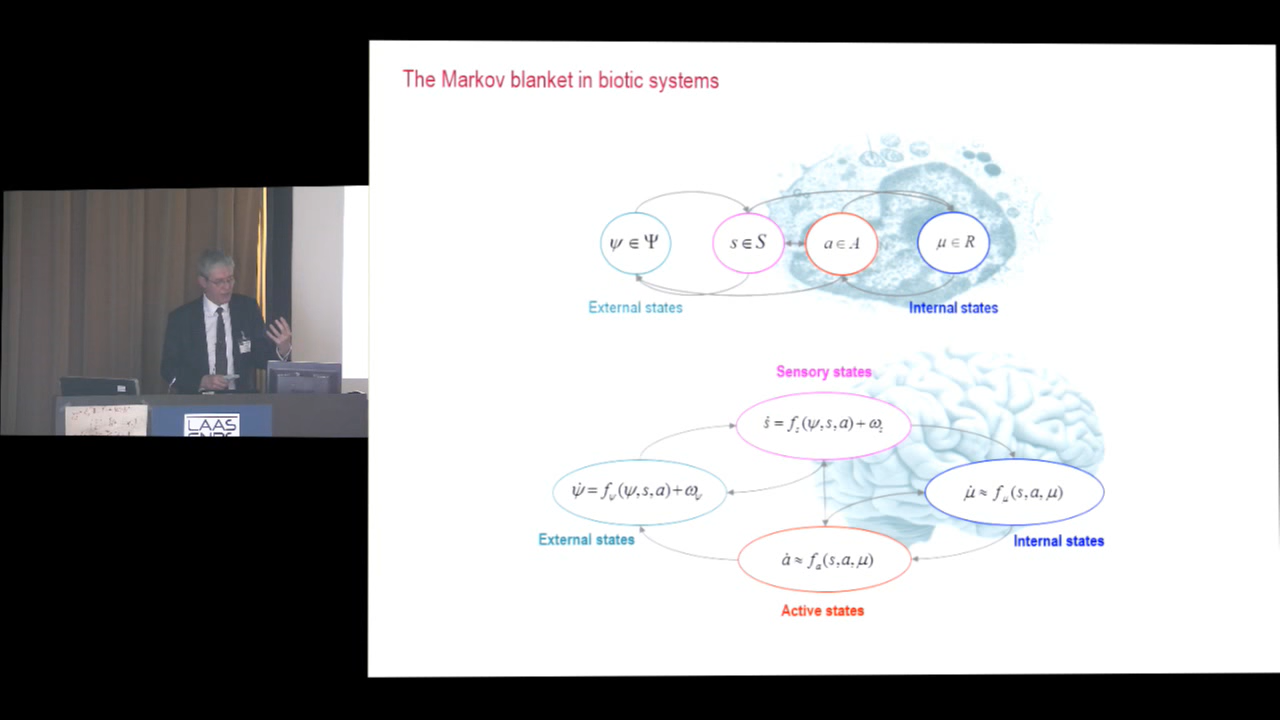 The Markov blanket in biotic systems
ψ ∈ Ψ
s ∈ S
a ∈ A
μ ∈ R
External states
Internal states
Sensory states
ṡ = f_s(ψ, s, a) + ω_s
ψ̇ = f_ψ(ψ, s, a) + ω_ψ
μ̇ ≈ f_μ(s, a, μ)
External states
Internal states
ȧ ≈ f_a(s, a, μ)
Active states
LAAS
CNRS